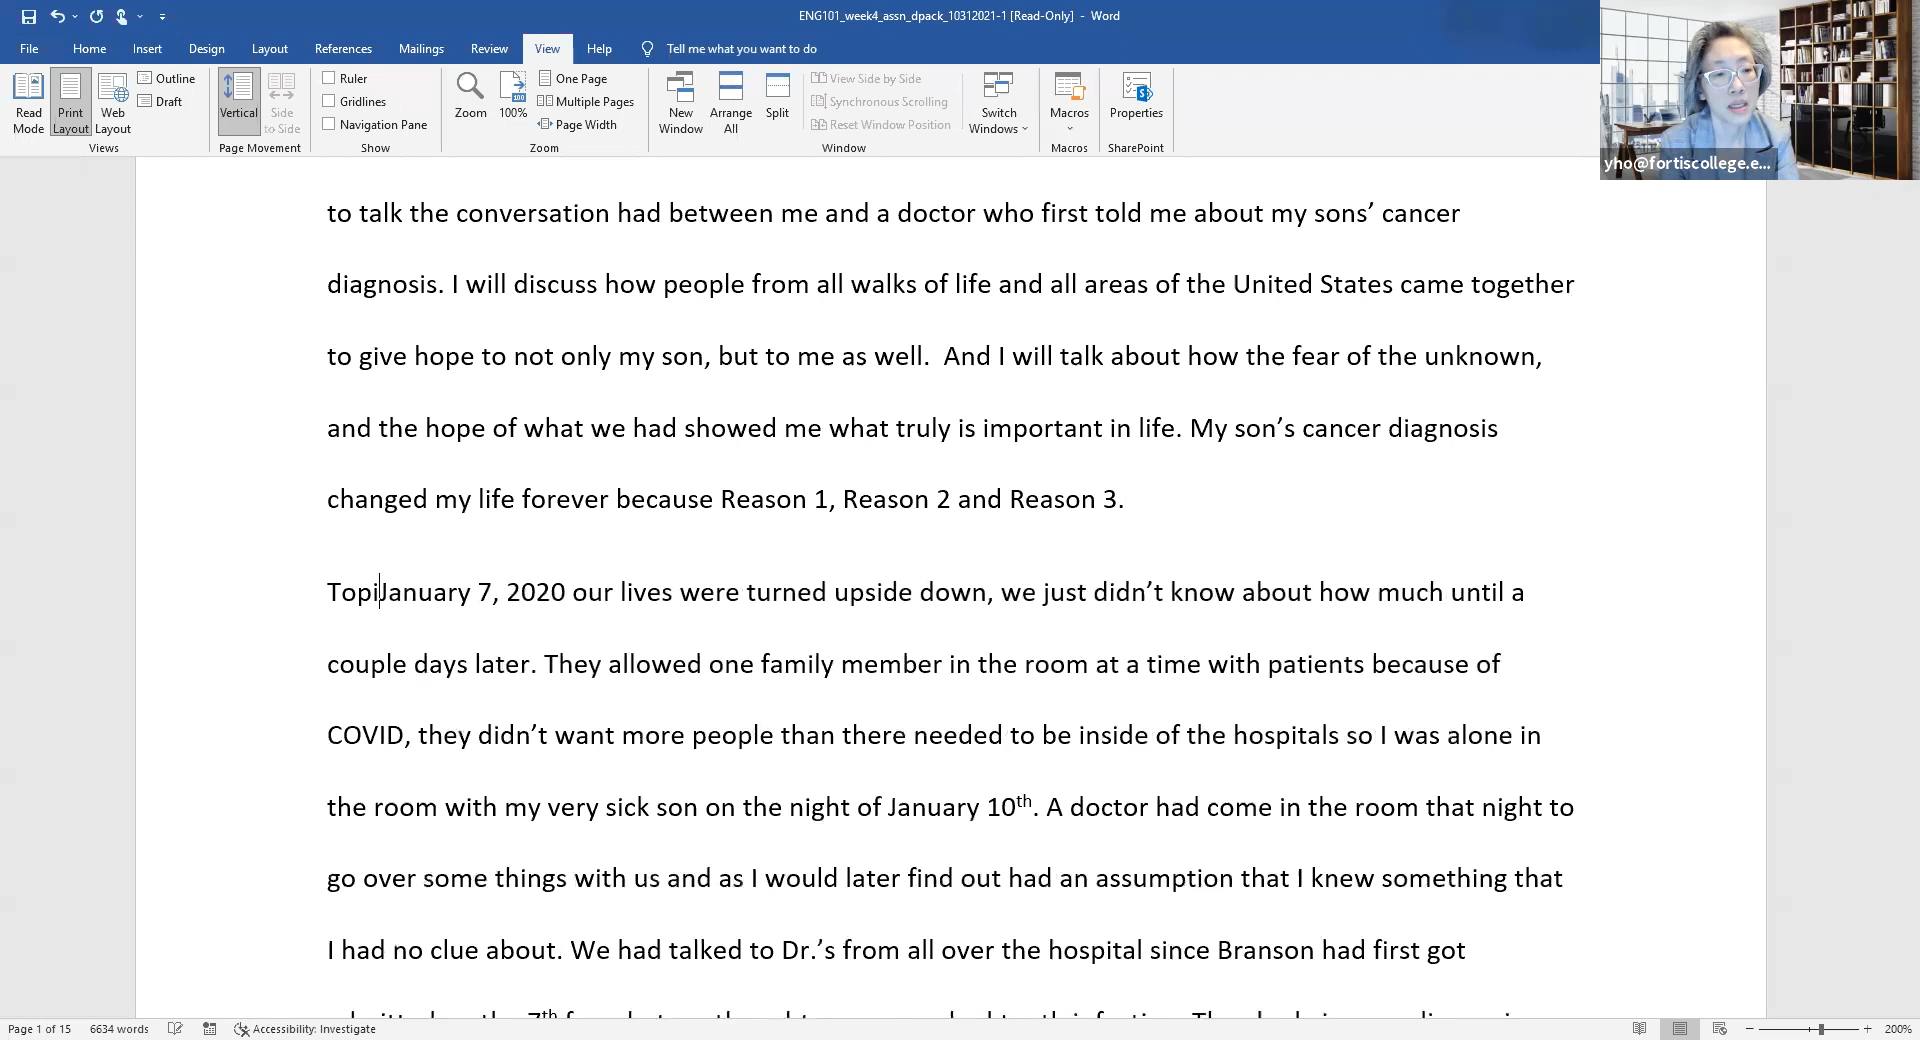 ENG101_week4_assn_dpack_10312021-1 [Read-Only] - Word
File Home Insert Design Layout References Mailings Review View Help Tell me what you want to do
Read Mode
Print Layout
Web Layout
Outline
Draft
Views
Vertical
Side to Side
Page Movement
Ruler
Gridlines
Navigation Pane
Show
Zoom
100
100%
One Page
Multiple Pages
Page Width
Zoom
New Window
Arrange All
Split
View Side by Side
Synchronous Scrolling
Reset Window Position
Window
Switch Windows
Macros
Macros
Properties
SharePoint
yho@fortiscollege.e...
to talk the conversation had between me and a doctor who first told me about my sons’ cancer
diagnosis. I will discuss how people from all walks of life and all areas of the United States came together
to give hope to not only my son, but to me as well.  And I will talk about how the fear of the unknown,
and the hope of what we had showed me what truly is important in life. My son’s cancer diagnosis
changed my life forever because Reason 1, Reason 2 and Reason 3.
TopiJanuary 7, 2020 our lives were turned upside down, we just didn’t know about how much until a
couple days later. They allowed one family member in the room at a time with patients because of
COVID, they didn’t want more people than there needed to be inside of the hospitals so I was alone in
the room with my very sick son on the night of January 10th. A doctor had come in the room that night to
go over some things with us and as I would later find out had an assumption that I knew something that
I had no clue about. We had talked to Dr.’s from all over the hospital since Branson had first got
Page 1 of 15 6634 words Accessibility: Investigate 200%